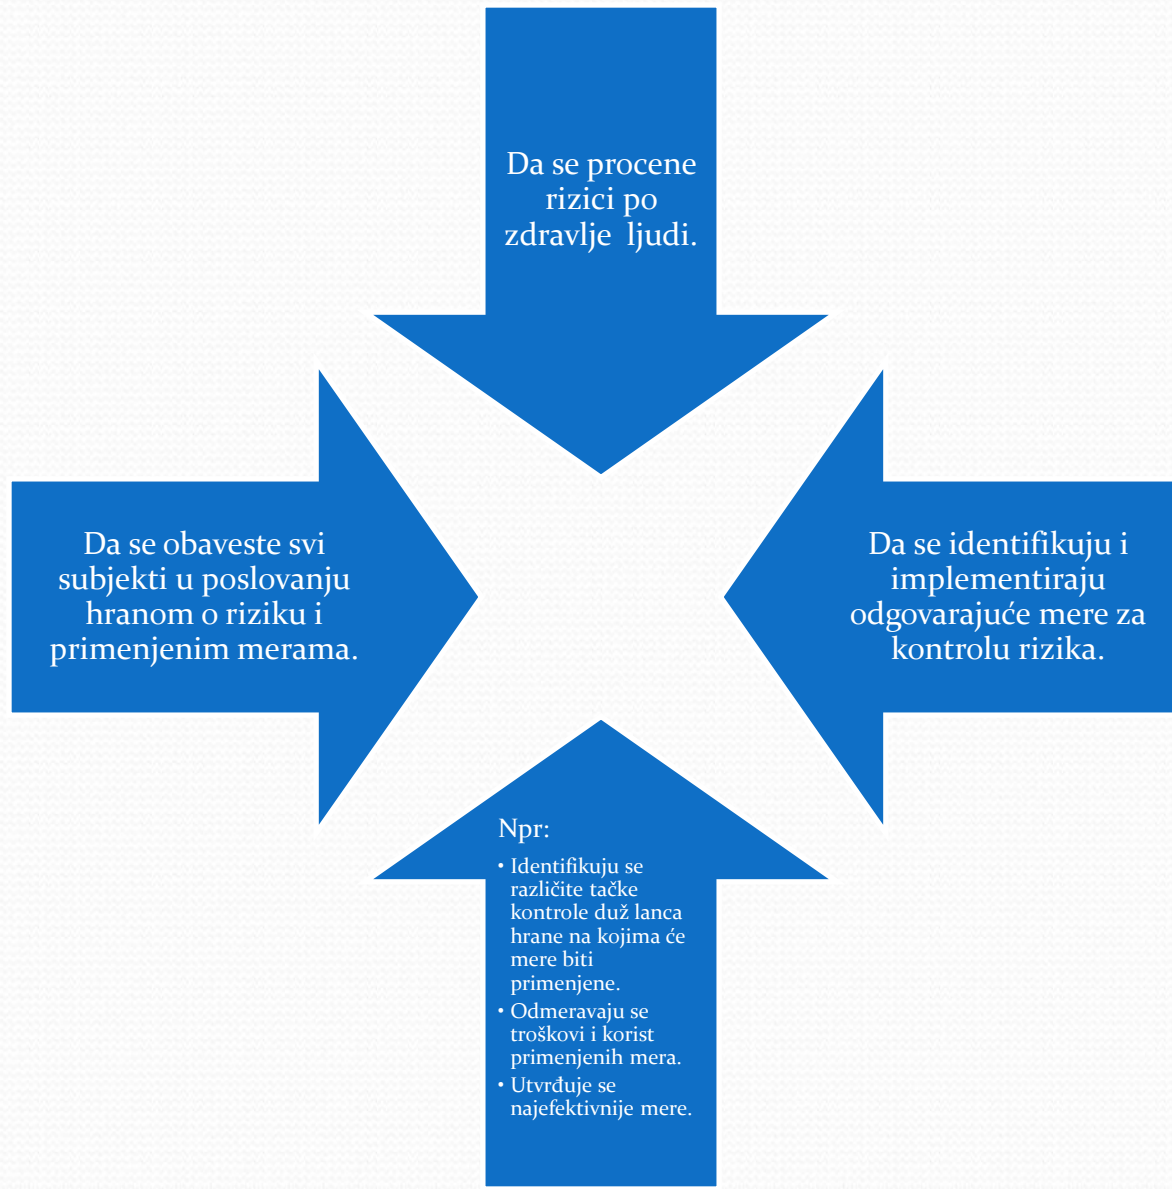 Da se procene
rizici po
zdravlje  ljudi.
Da se obaveste svi
subjekti u poslovanju
hranom o riziku i
primenjenim merama.
Da se identifikuju i
implementiraju
odgovarajuće mere za
kontrolu rizika.
Npr:
• Identifikuju se
različite tačke
kontrole duž lanca
hrane na kojima će
mere biti
primenjene.
• Odmeravaju se
troškovi i korist
primenjenih mera.
• Utvrđuje se
najefektivnije mere.